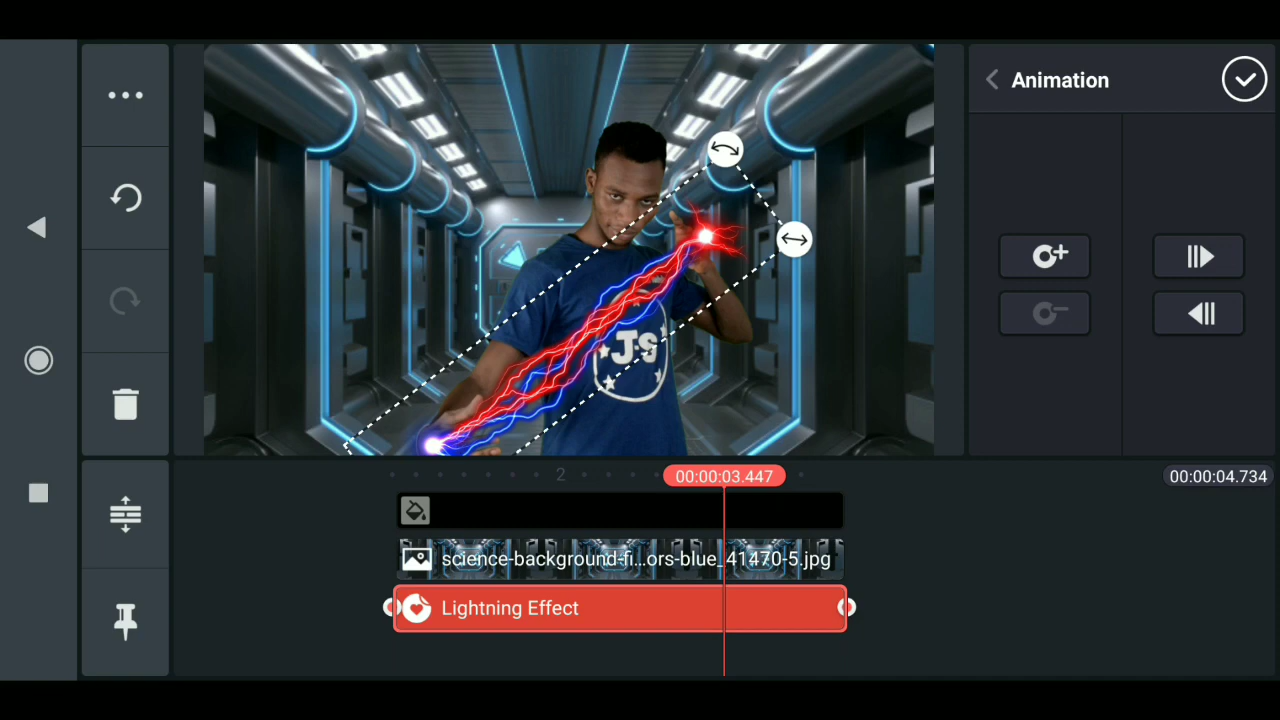 Animation
JS
2
00:00:03.447
00:00:04.734
science-background-fi...ors-blue_41470-5.jpg
Lightning Effect